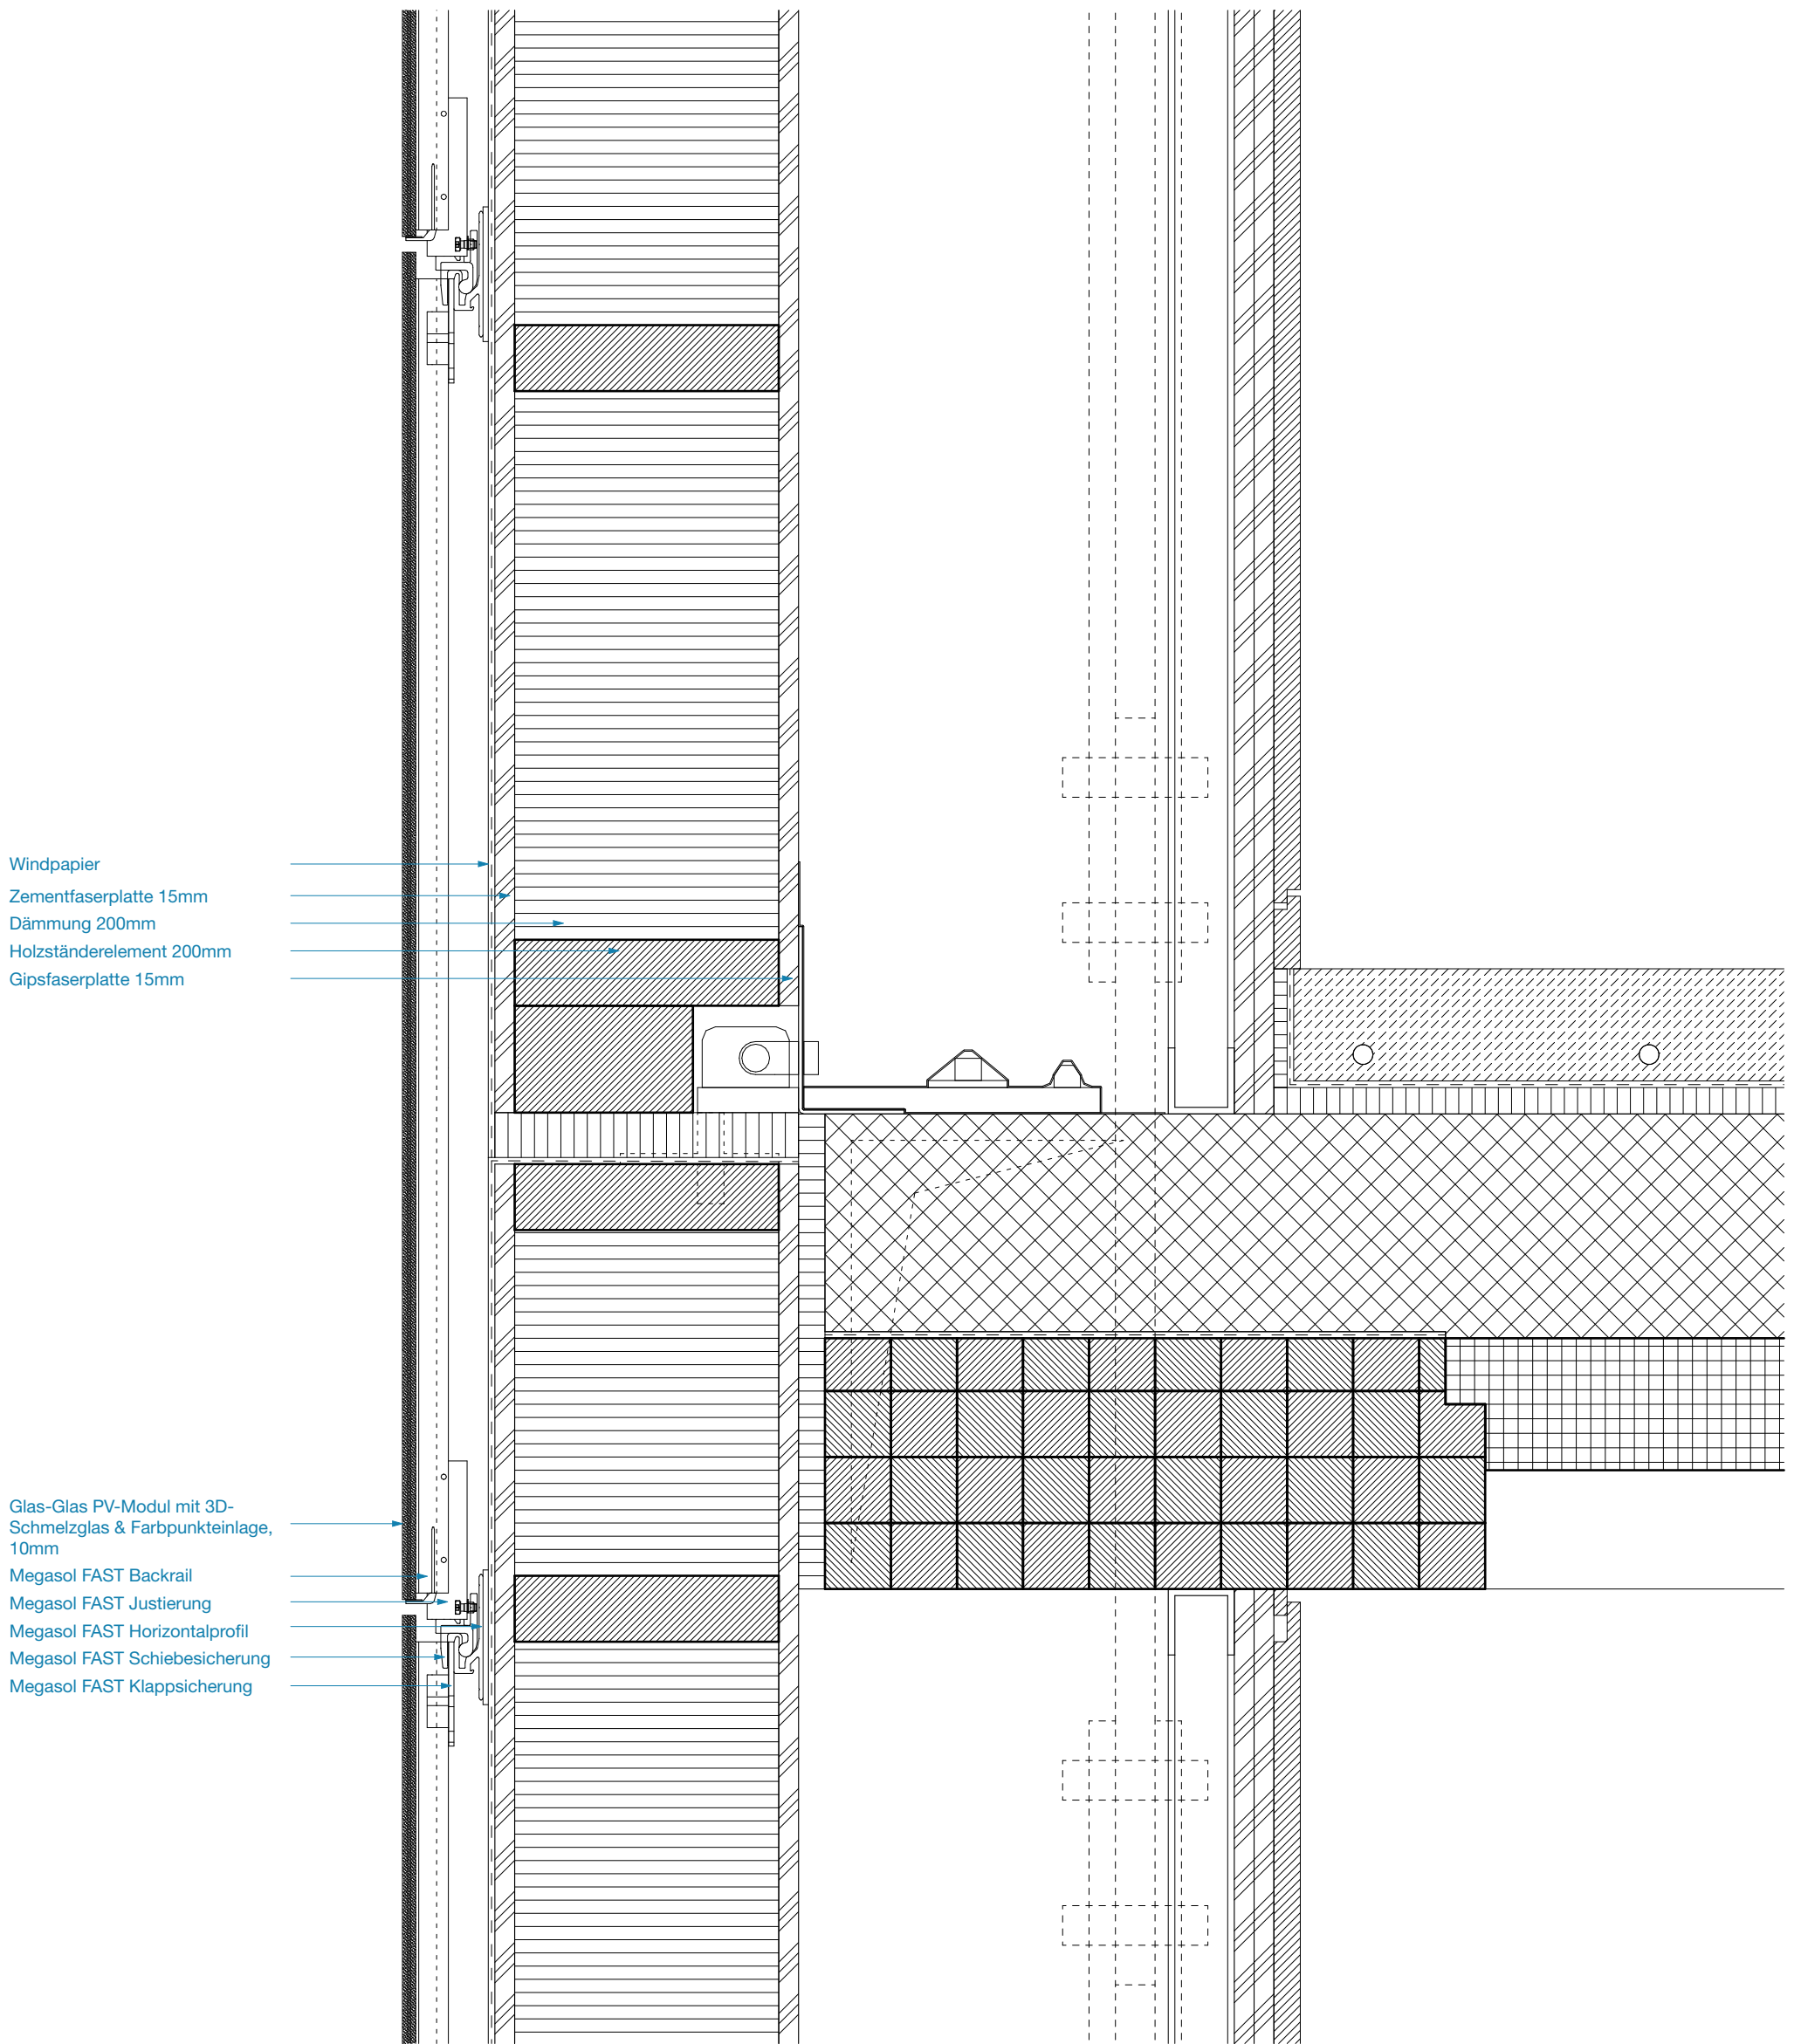 Windpapier
Zementfaserplatte 15mm
Dämmung 200mm
Holzständerelement 200mm
Gipsfaserplatte 15mm
Glas-Glas PV-Modul mit 3D-
Schmelzglas & Farbpunkteinlage,
10mm
Megasol FAST Backrail
Megasol FAST Justierung
Megasol FAST Horizontalprofil
Megasol FAST Schiebesicherung
Megasol FAST Klappsicherung